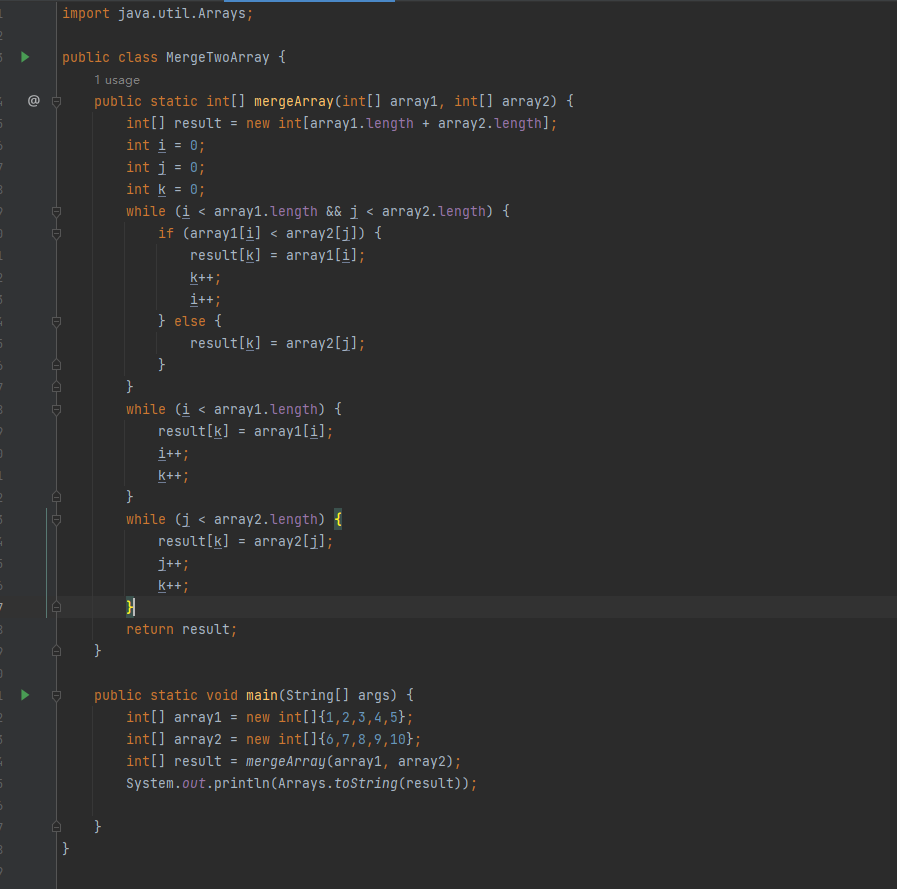 import java.util.Arrays;
public class MergeTwoArray {
1 usage
@ public static int[] mergeArray(int[] array1, int[] array2) {
int[] result = new int[array1.length + array2.length];
int i = 0;
int j = 0;
int k = 0;
while (i < array1.length && j < array2.length) {
if (array1[i] < array2[j]) {
result[k] = array1[i];
k++;
i++;
} else {
result[k] = array2[j];
}
}
while (i < array1.length) {
result[k] = array1[i];
i++;
k++;
}
while (j < array2.length) {
result[k] = array2[j];
j++;
k++;
}
return result;
}
public static void main(String[] args) {
int[] array1 = new int[]{1,2,3,4,5};
int[] array2 = new int[]{6,7,8,9,10};
int[] result = mergeArray(array1, array2);
System.out.println(Arrays.toString(result));
}
}